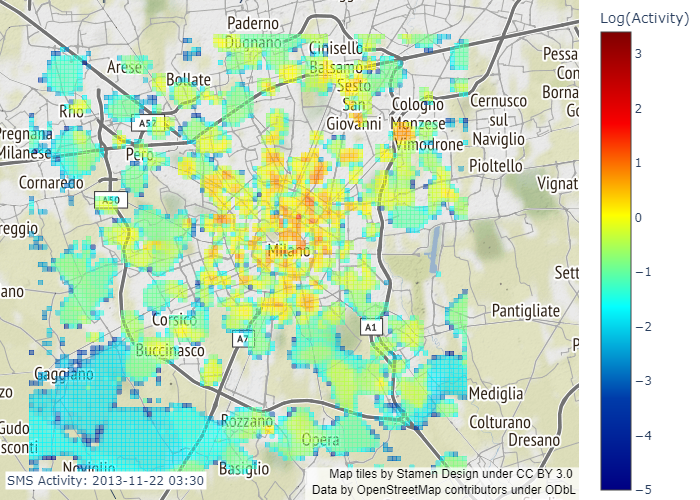 Log(Activity)
Paderno
Dugnano
Cinisello
Balsamo
Arese
Bollate
Sesto
San
Giovanni
Cologno
Monzese
Cernusco
sul
Naviglio
Pessa
Con
Borna
Go
Rho
A52
Pregnana
Milanese
Pero
Vimodrone
Pioltello
Vignat
Cornaredo
A50
reggio
Milano
Sett
ano
Pantigliate
Corsico
A7
A1
Buccinasco
P
Gaggiano
zo
Mediglia
Gudo
sconti
Rozzano
Opera
Colturano
Dresano
Noviglio
Basiglio
SMS Activity: 2013-11-22 03:30
Map tiles by Stamen Design under CC BY 3.0
Data by OpenStreetMap contributors under ODbL
3
2
1
0
−1
−2
−3
−4
−5